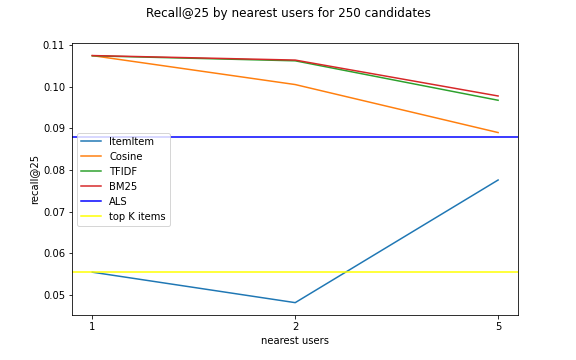 Recall@25 by nearest users for 250 candidates
0.11
0.10
0.09
0.08
0.07
0.06
0.05
recall@25
ItemItem
Cosine
TFIDF
BM25
ALS
top K items
1 2 5
nearest users